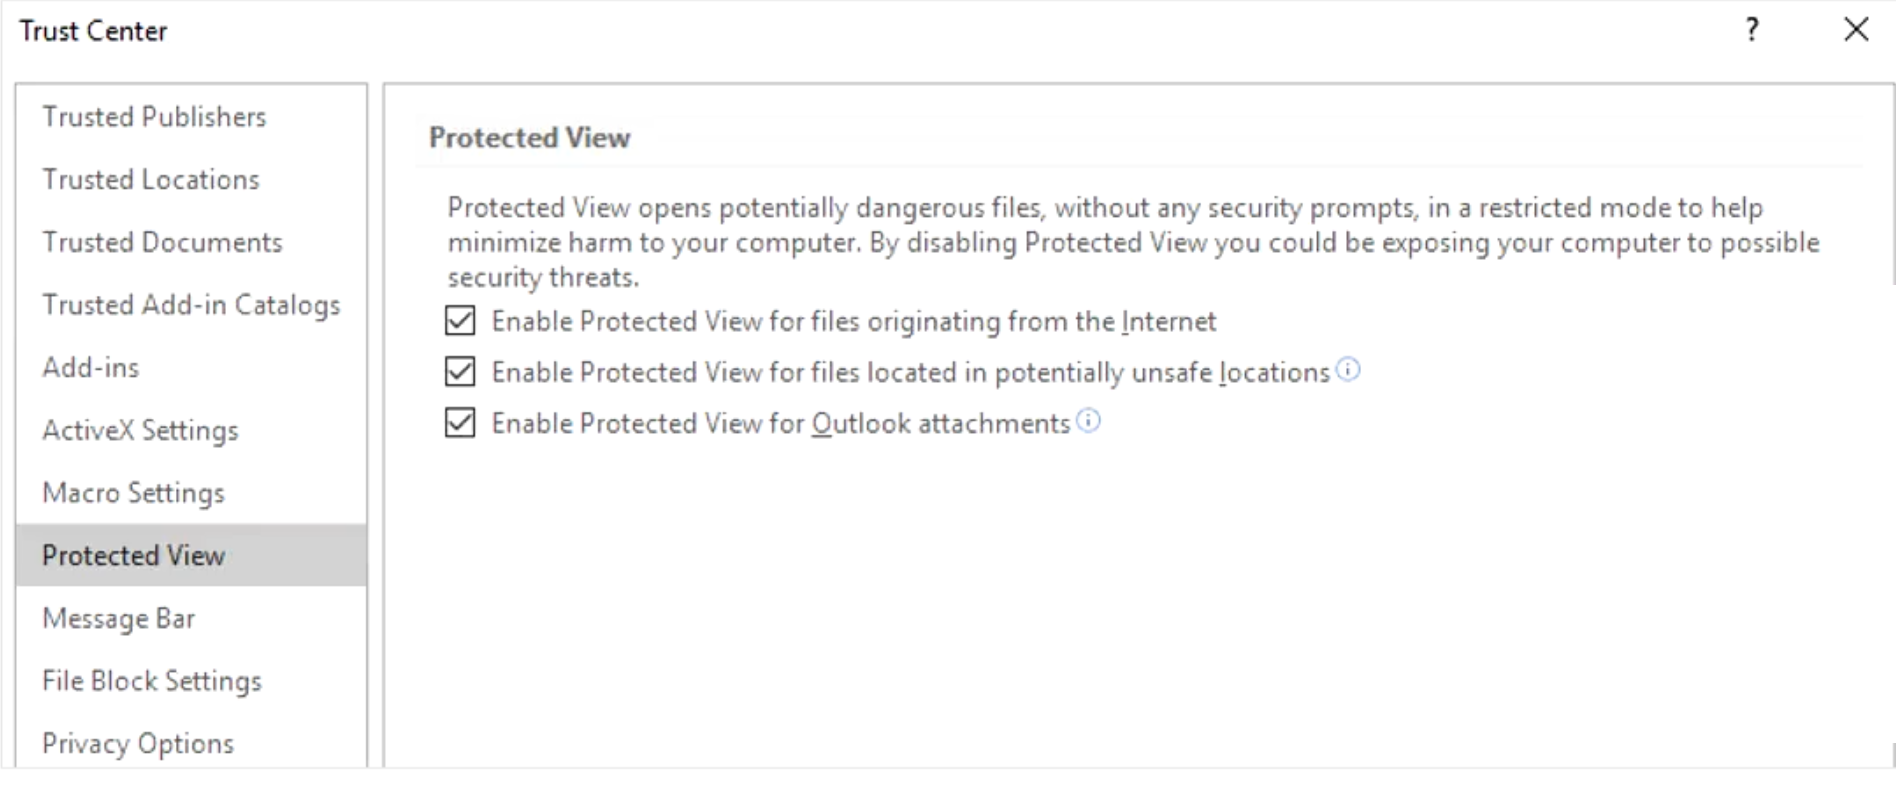 Trust Center
?
Trusted Publishers
Trusted Locations
Trusted Documents
Trusted Add-in Catalogs
Add-ins
ActiveX Settings
Macro Settings
Protected View
Message Bar
File Block Settings
Privacy Options
Protected View
Protected View opens potentially dangerous files, without any security prompts, in a restricted mode to help
minimize harm to your computer. By disabling Protected View you could be exposing your computer to possible
security threats.
Enable Protected View for files originating from the Internet
Enable Protected View for files located in potentially unsafe locations
Enable Protected View for Outlook attachments